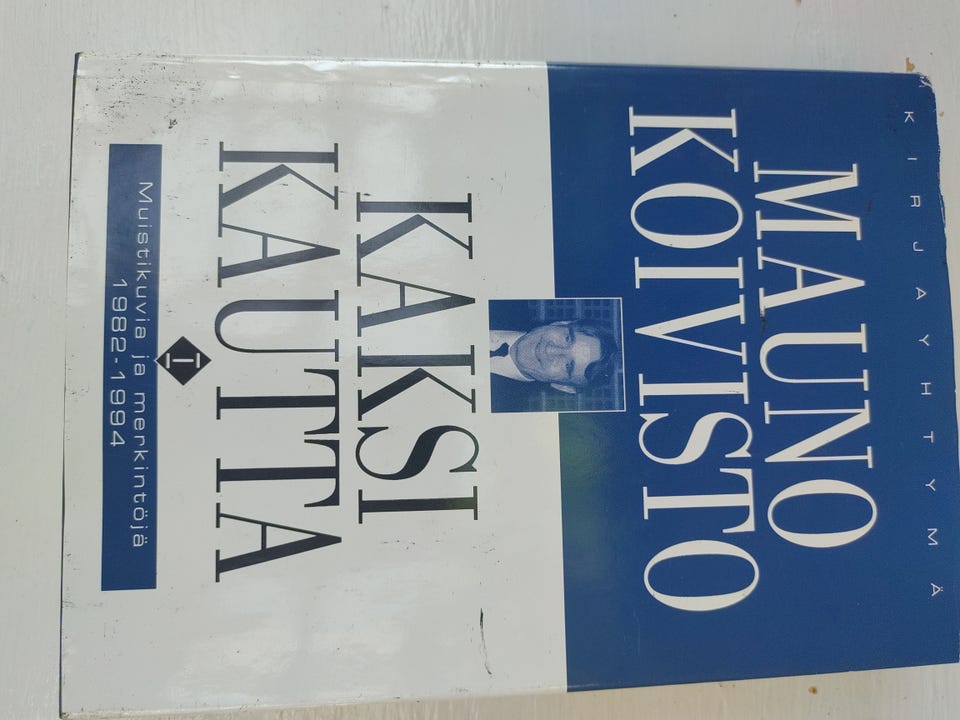 KIRJAYHTYMÄ
MAUNO
KOIVISTO
KAKSI
KAUTTA
I
Muistikuvia ja merkintöjä
1982-1994